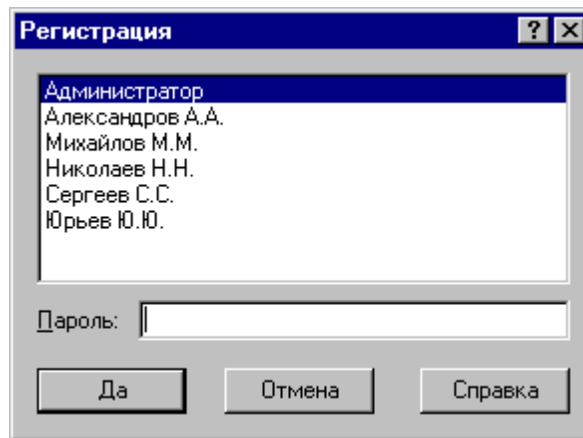 Регистрация
Администратор
Александров А.А.
Михайлов М.М.
Николаев Н.Н.
Сергеев С.С.
Юрьев Ю.Ю.
Пароль:
Да Отмена Справка